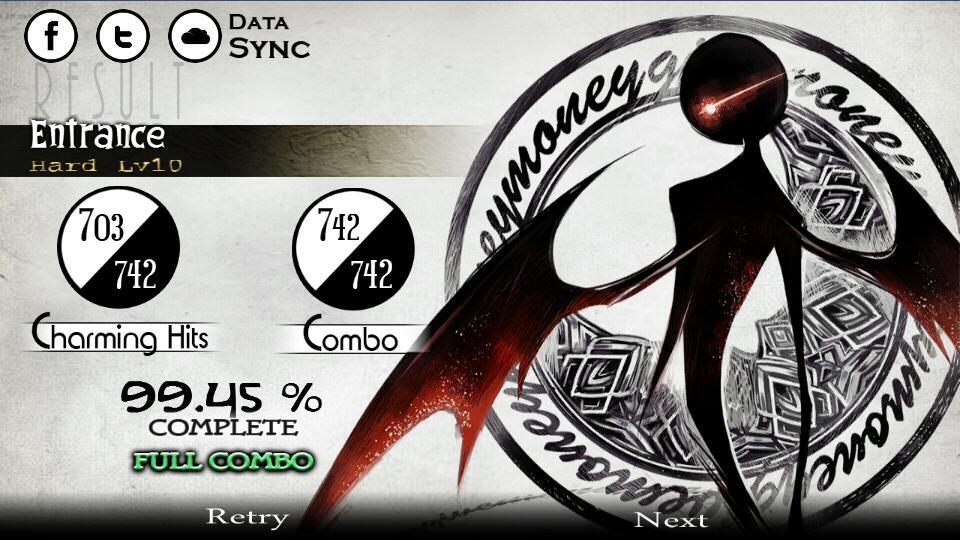 f
t
Data
Sync
RESULT
Entrance
Hard Lv10
703
742
742
742
Charming Hits
Combo
99.45 %
COMPLETE
FULL COMBO
Retry
Next